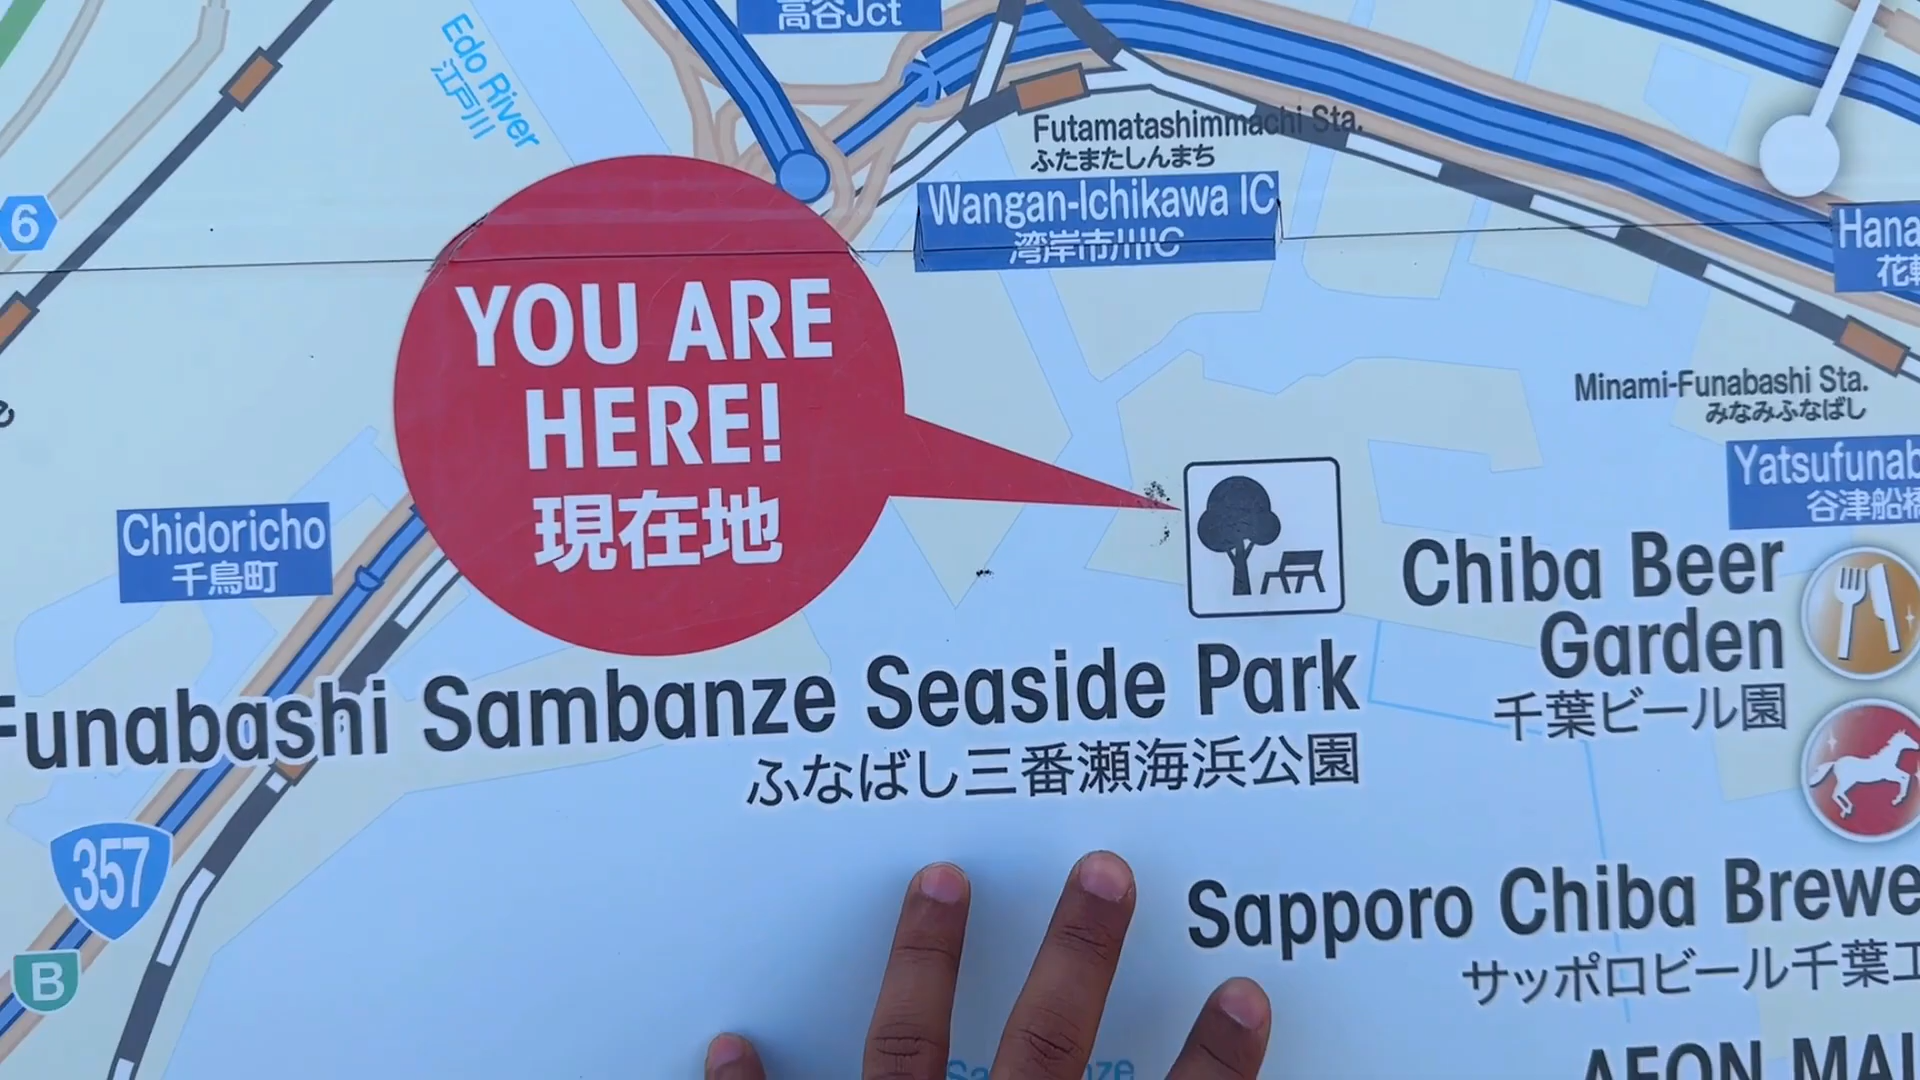 高谷Jct
Edo River
江戸川
Futamatashimmachi Sta.
ふたまたしんまち
6
Wangan-Ichikawa IC
湾岸市川IC
Hana
花
YOU ARE
HERE!
現在地
Minami-Funabashi Sta.
みなみふなばし
Yatsufunab
谷津船橋
Chidoricho
千鳥町
Chiba Beer
Garden
千葉ビール園
Funabashi Sambanze Seaside Park
ふなばし三番瀬海浜公園
357
Sapporo Chiba Brewe
サッポロビール千葉工
B
AEON MAL